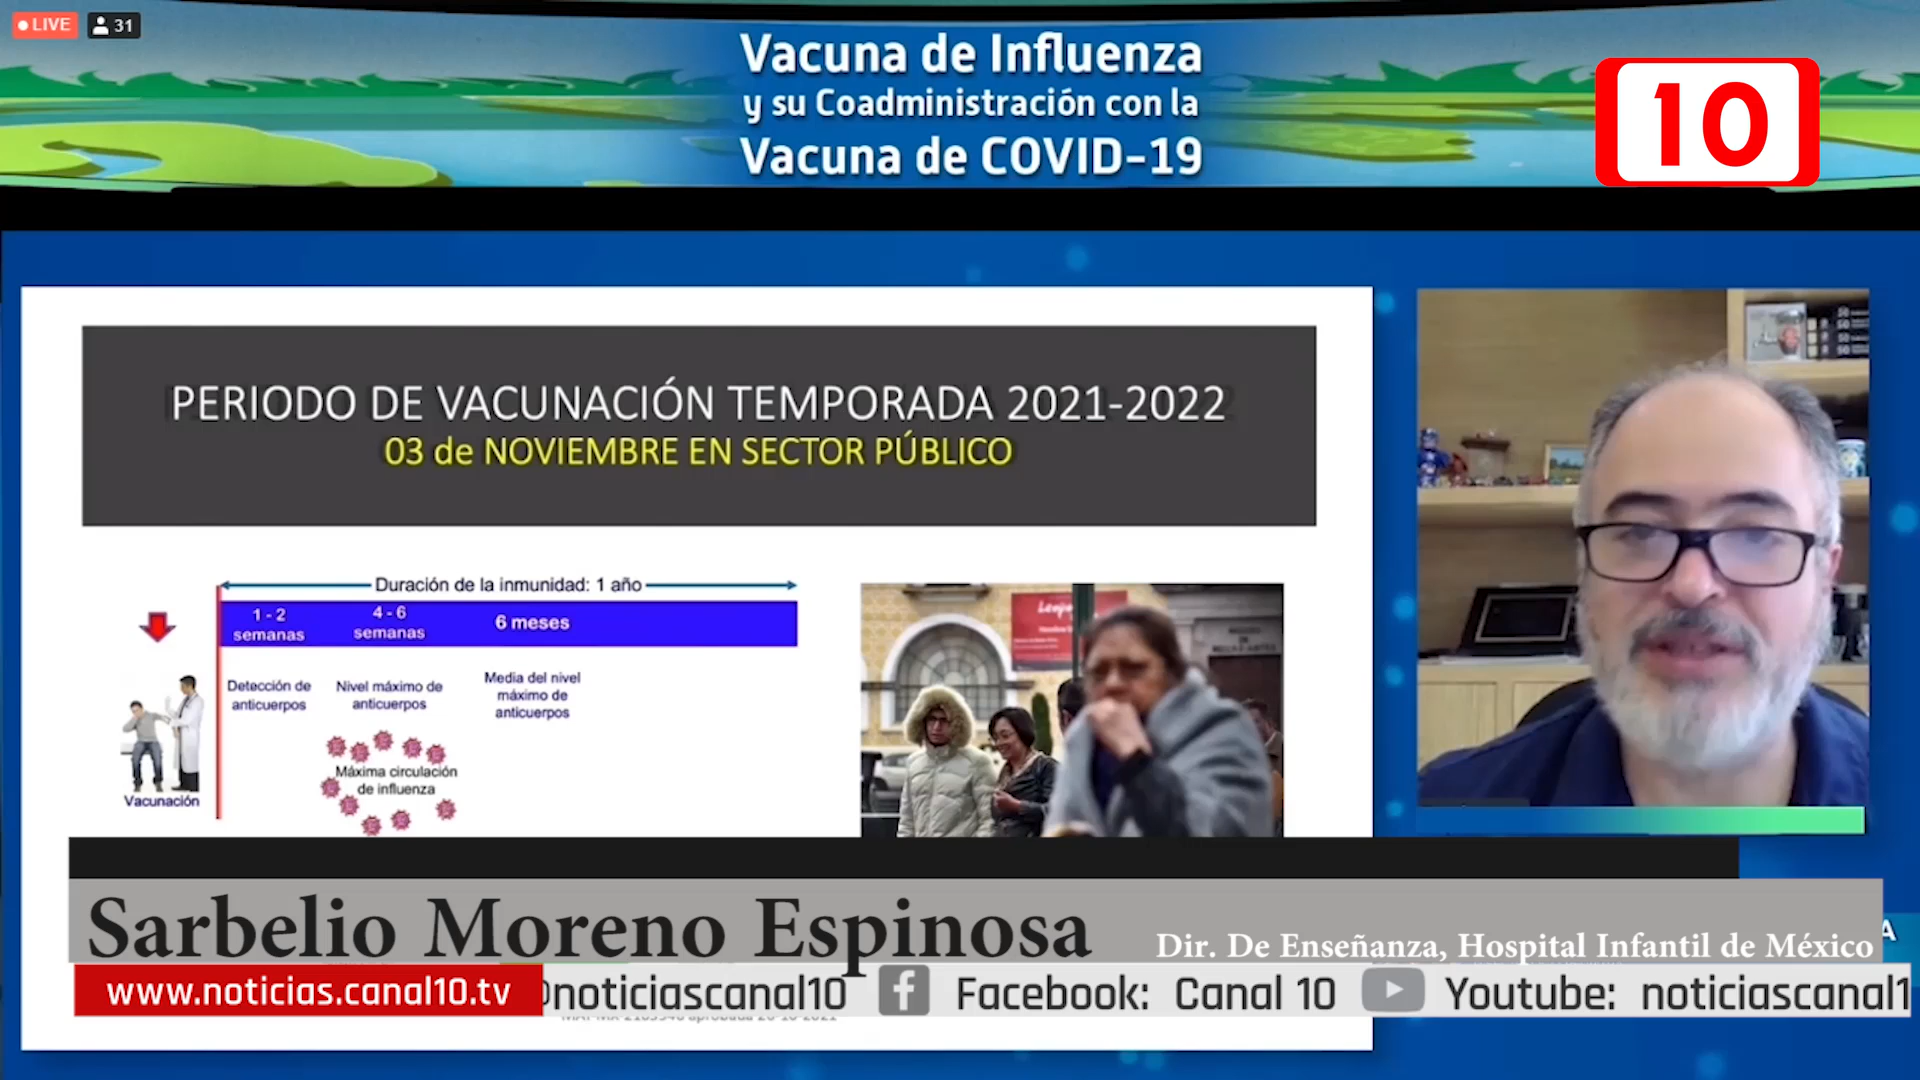 LIVE
31
Vacuna de Influenza
y su Coadministración con la
Vacuna de COVID-19
10
PERIODO DE VACUNACIÓN TEMPORADA 2021-2022
03 de NOVIEMBRE EN SECTOR PÚBLICO
Duración de la inmunidad: 1 año
1 - 2
semanas
4 - 6
semanas
6 meses
Detección de
anticuerpos
Nivel máximo de
anticuerpos
Media del nivel
máximo de
anticuerpos
Máxima circulación
de influenza
Vacunación
Sarbelio Moreno Espinosa
Dir. De Enseñanza, Hospital Infantil de México
www.noticias.canal10.tv
noticiascanal10
Facebook: Canal 10
Youtube: noticiascanal1